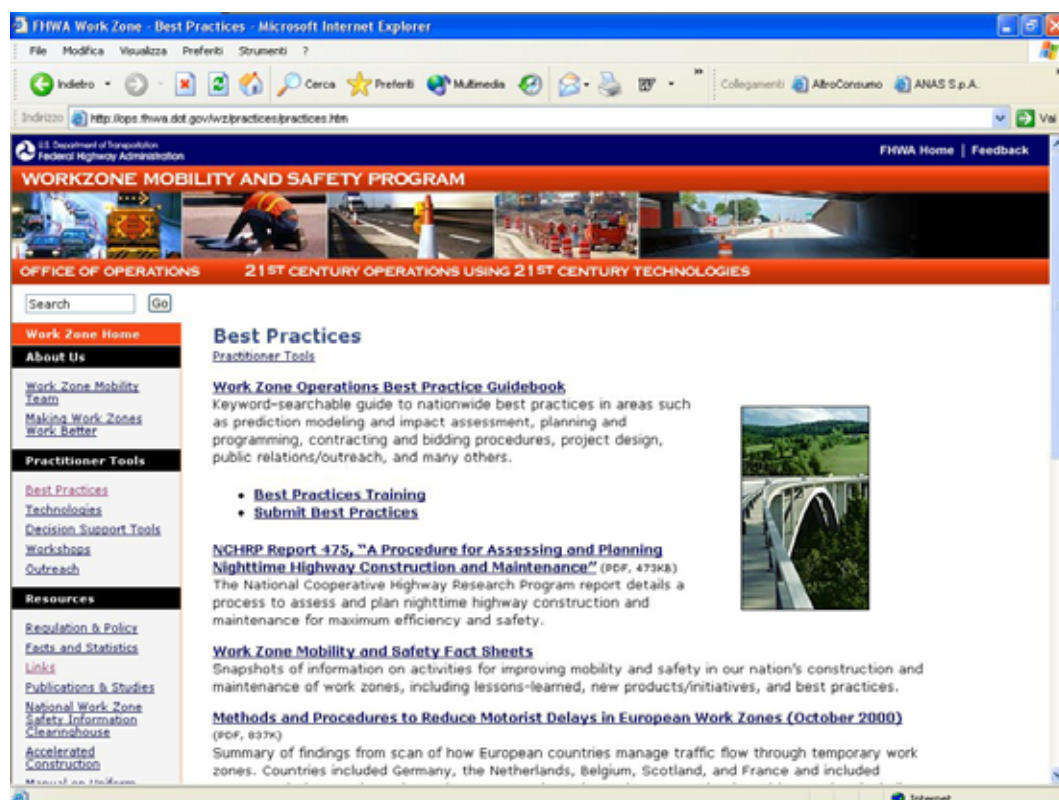 FHWA Work Zone - Best Practices - Microsoft Internet Explorer
File Modifica Visualizza Preferiti Strumenti ?
Indietro Cerca Preferiti Multimedia Collegamenti AltroConsumo ANAS S.p.A.
Indirizzo http://ops.fhwa.dot.gov/wz/practices/practices.htm Vai
U.S. Department of Transportation
Federal Highway Administration
FHWA Home | Feedback
WORKZONE MOBILITY AND SAFETY PROGRAM
OFFICE OF OPERATIONS 21ST CENTURY OPERATIONS USING 21ST CENTURY TECHNOLOGIES
Search Go
Work Zone Home
About Us
Work Zone Mobility
Team
Making Work Zones
Work Better
Practitioner Tools
Best Practices
Technologies
Decision Support Tools
Workshops
Outreach
Resources
Regulation & Policy
Facts and Statistics
Links
Publications & Studies
National Work Zone
Safety Information
Clearinghouse
Accelerated
Construction
Manual on Uniform
Best Practices
Practitioner Tools
Work Zone Operations Best Practice Guidebook
Keyword-searchable guide to nationwide best practices in areas such
as prediction modeling and impact assessment, planning and
programming, contracting and bidding procedures, project design,
public relations/outreach, and many others.
• Best Practices Training
• Submit Best Practices
NCHRP Report 475, "A Procedure for Assessing and Planning
Nighttime Highway Construction and Maintenance" (PDF, 473KB)
The National Cooperative Highway Research Program report details a
process to assess and plan nighttime highway construction and
maintenance for maximum efficiency and safety.
Work Zone Mobility and Safety Fact Sheets
Snapshots of information on activities for improving mobility and safety in our nation's construction and
maintenance of work zones, including lessons-learned, new products/initiatives, and best practices.
Methods and Procedures to Reduce Motorist Delays in European Work Zones (October 2000)
(PDF, 837K)
Summary of findings from scan of how European countries manage traffic flow through temporary work
zones. Countries included Germany, the Netherlands, Belgium, Scotland, and France and included
Internet